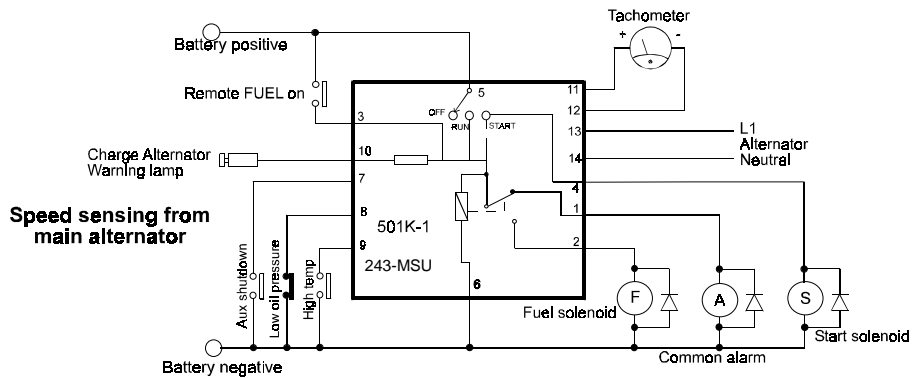 Tachometer
+ -
Battery positive
Remote FUEL on
5
OFF
RUN
START
3
11
12
13
L1
Alternator
Neutral
14
Charge Alternator
Warning lamp
10
7
4
Speed sensing from
main alternator
8
1
501K-1
9
2
243-MSU
6
Aux shutdown
Low oil pressure
High temp
F
A
S
Fuel solenoid
Start solenoid
Common alarm
Battery negative